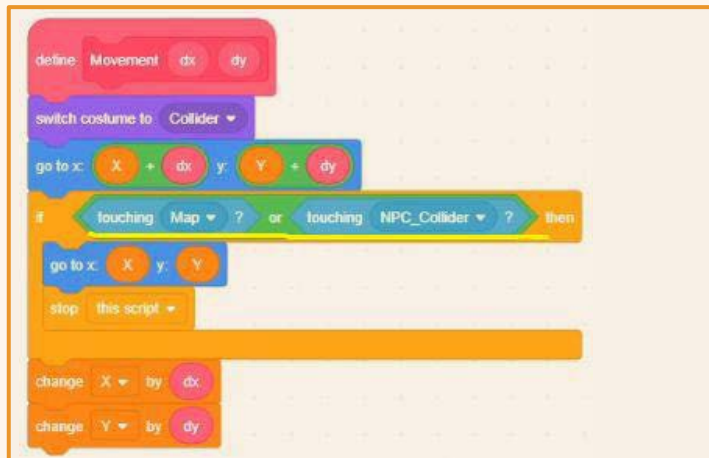 define Movement dx dy
switch costume to Collider
go to x: X + dx y: Y + dy
if touching Map ? or touching NPC_Collider ? then
go to x: X y: Y
stop this script
change X by dx
change Y by dy